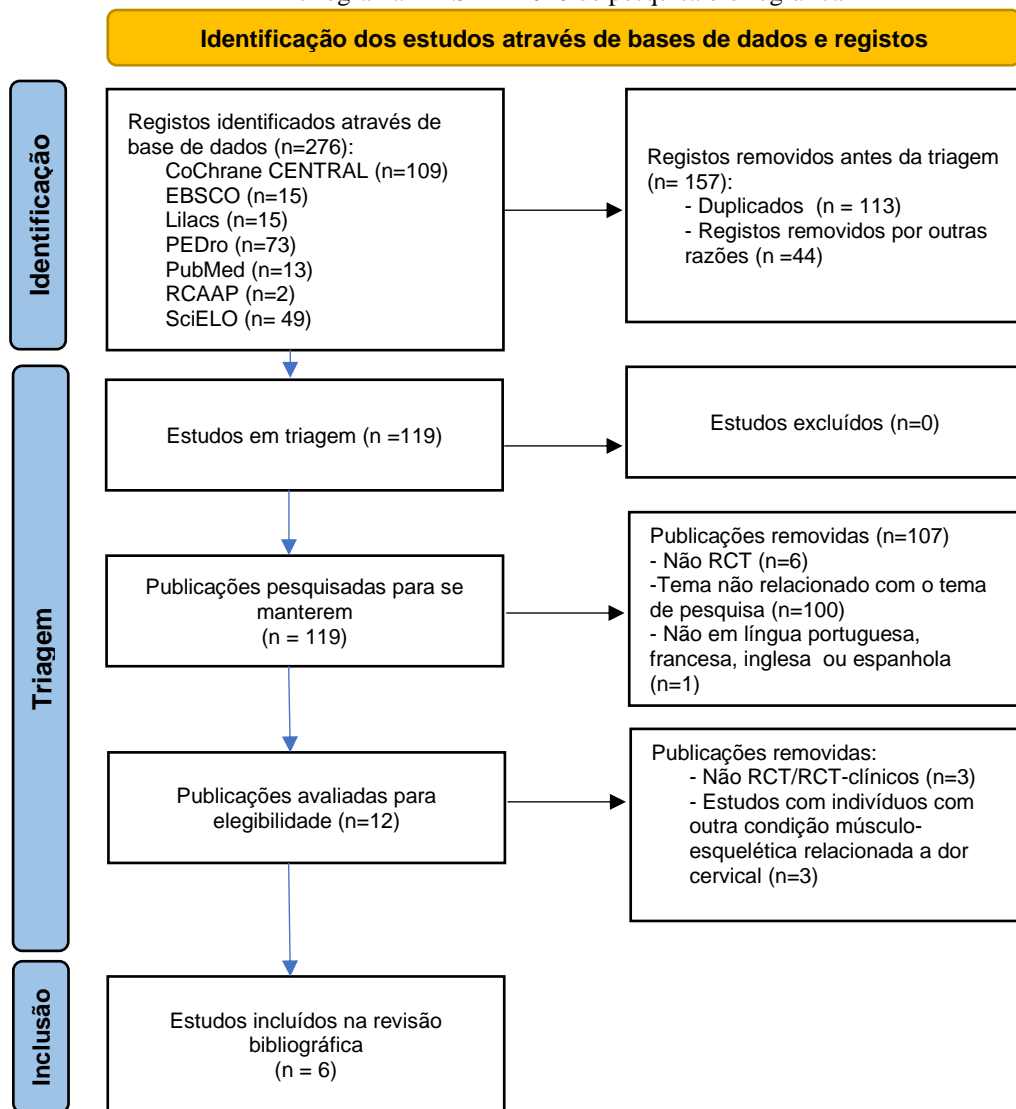 Identificação dos estudos através de bases de dados e registos
Identificação
Registos identificados através de
base de dados (n=276):
CoChrane CENTRAL (n=109)
EBSCO (n=15)
Lilacs (n=15)
PEDro (n=73)
PubMed (n=13)
RCAAP (n=2)
SciELO (n= 49)
Registos removidos antes da triagem
(n= 157):
- Duplicados (n = 113)
- Registos removidos por outras
razões (n =44)
Triagem
Estudos em triagem (n =119)
Estudos excluídos (n=0)
Publicações pesquisadas para se
manterem
(n = 119)
Publicações removidas (n=107)
- Não RCT (n=6)
-Tema não relacionado com o tema
de pesquisa (n=100)
- Não em língua portuguesa,
francesa, inglesa ou espanhola
(n=1)
Publicações avaliadas para
elegibilidade (n=12)
Publicações removidas:
- Não RCT/RCT-clínicos (n=3)
- Estudos com indivíduos com
outra condição músculo-
esquelética relacionada a dor
cervical (n=3)
Inclusão
Estudos incluídos na revisão
bibliográfica
(n = 6)